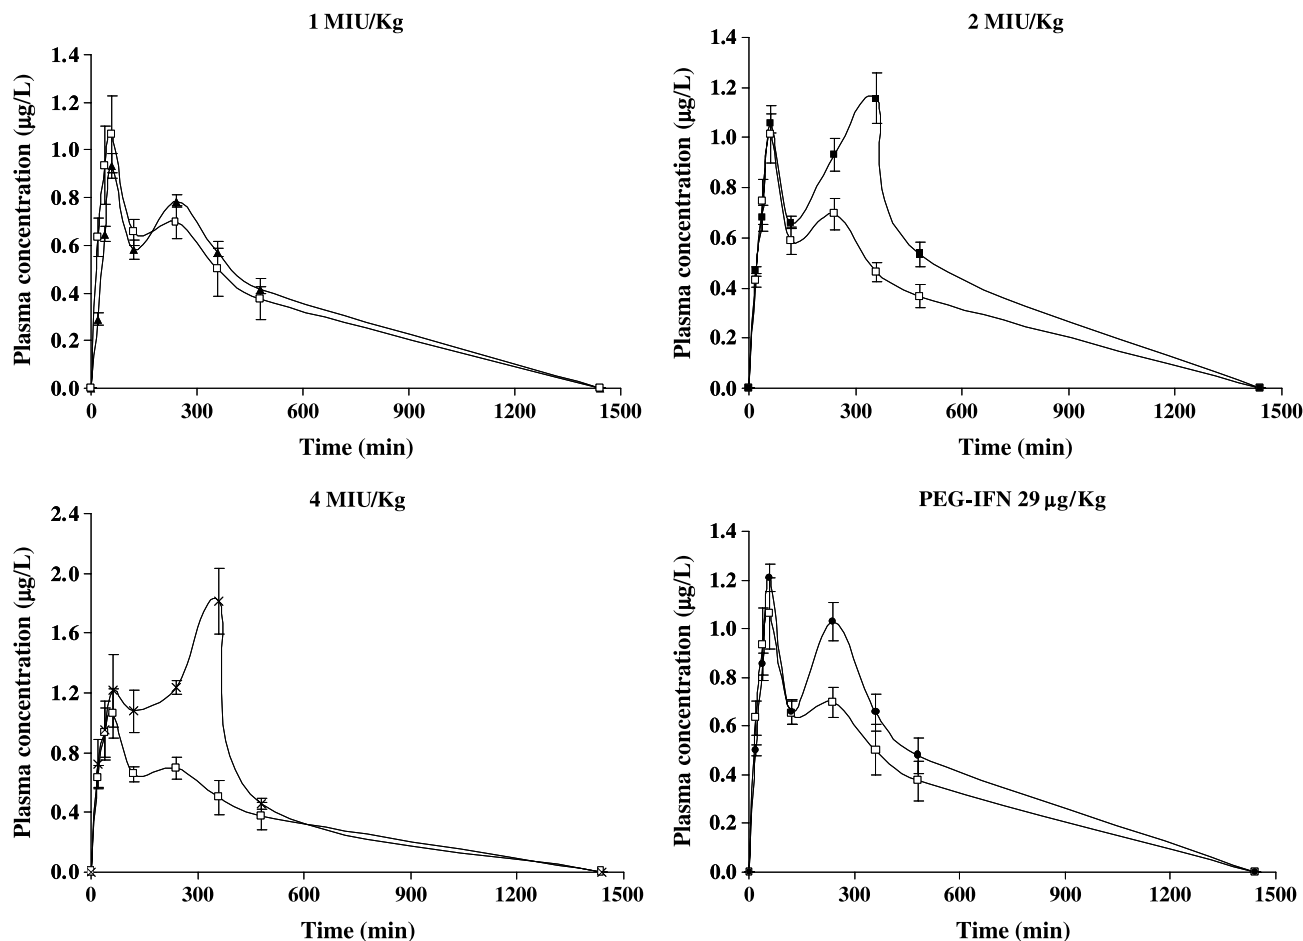 1 MIU/Kg
Plasma concentration (µg/L)
1.4
1.2
1.0
0.8
0.6
0.4
0.2
0.0
0 300 600 900 1200 1500
Time (min)
2 MIU/Kg
Plasma concentration (µg/L)
1.4
1.2
1.0
0.8
0.6
0.4
0.2
0.0
0 300 600 900 1200 1500
Time (min)
4 MIU/Kg
Plasma concentration (µg/L)
2.4
2.0
1.6
1.2
0.8
0.4
0.0
0 300 600 900 1200 1500
Time (min)
PEG-IFN 29 µg/Kg
Plasma concentration (µg/L)
1.4
1.2
1.0
0.8
0.6
0.4
0.2
0.0
0 300 600 900 1200 1500
Time (min)